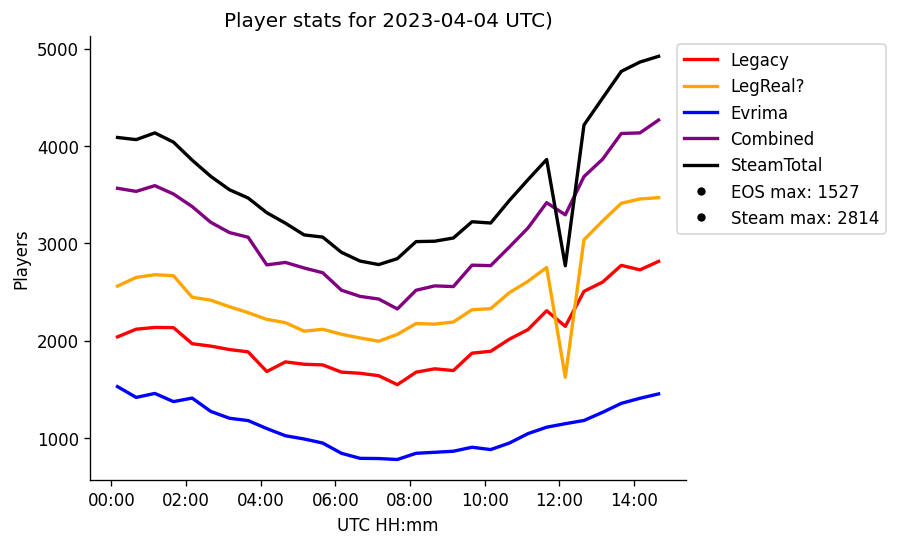 Player stats for 2023-04-04 UTC)
5000
4000
3000
2000
1000
Players
00:00 02:00 04:00 06:00 08:00 10:00 12:00 14:00
UTC HH:mm
Legacy
LegReal?
Evrima
Combined
SteamTotal
EOS max: 1527
Steam max: 2814